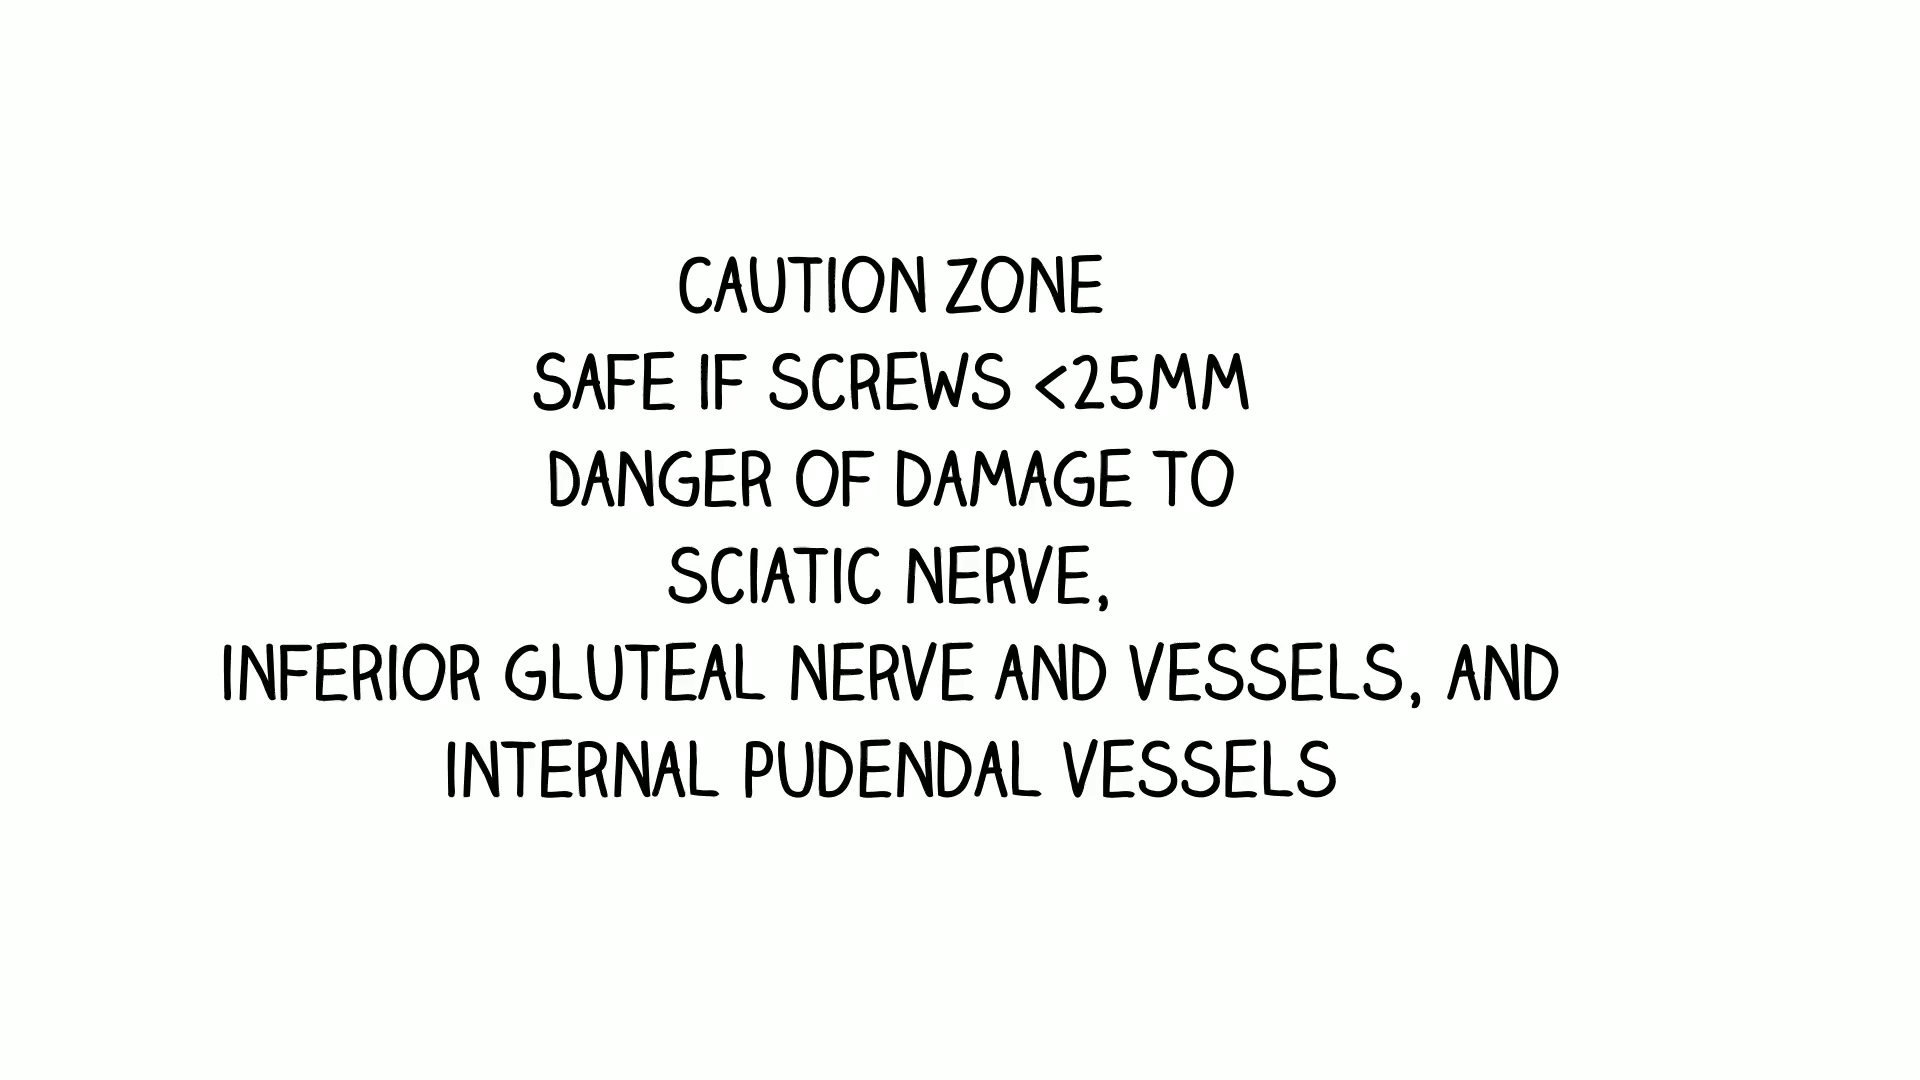 CAUTION ZONE
SAFE IF SCREWS <25MM
DANGER OF DAMAGE TO
SCIATIC NERVE,
INFERIOR GLUTEAL NERVE AND VESSELS, AND
INTERNAL PUDENDAL VESSELS